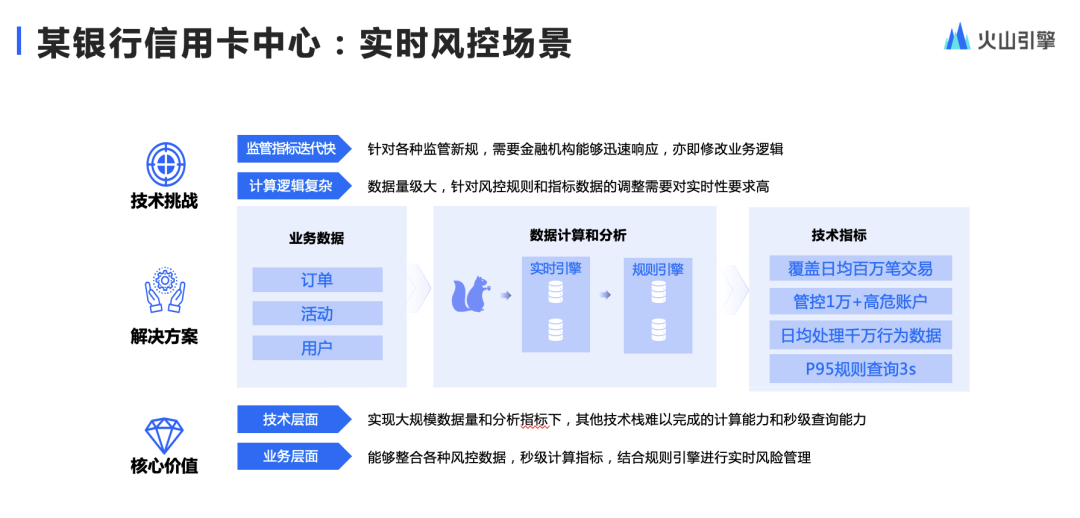 某银行信用卡中心：实时风控场景
火山引擎
技术挑战
监管指标迭代快
针对各种监管新规，需要金融机构能够迅速响应，亦即修改业务逻辑
计算逻辑复杂
数据量级大，针对风控规则和指标数据的调整需要对实时性要求高
解决方案
业务数据
订单
活动
用户
数据计算和分析
实时引擎
规则引擎
技术指标
覆盖日均百万笔交易
管控1万+高危账户
日均处理千万行为数据
P95规则查询3s
核心价值
技术层面
实现大规模数据量和分析指标下，其他技术栈难以完成的计算能力和秒级查询能力
业务层面
能够整合各种风控数据，秒级计算指标，结合规则引擎进行实时风险管理